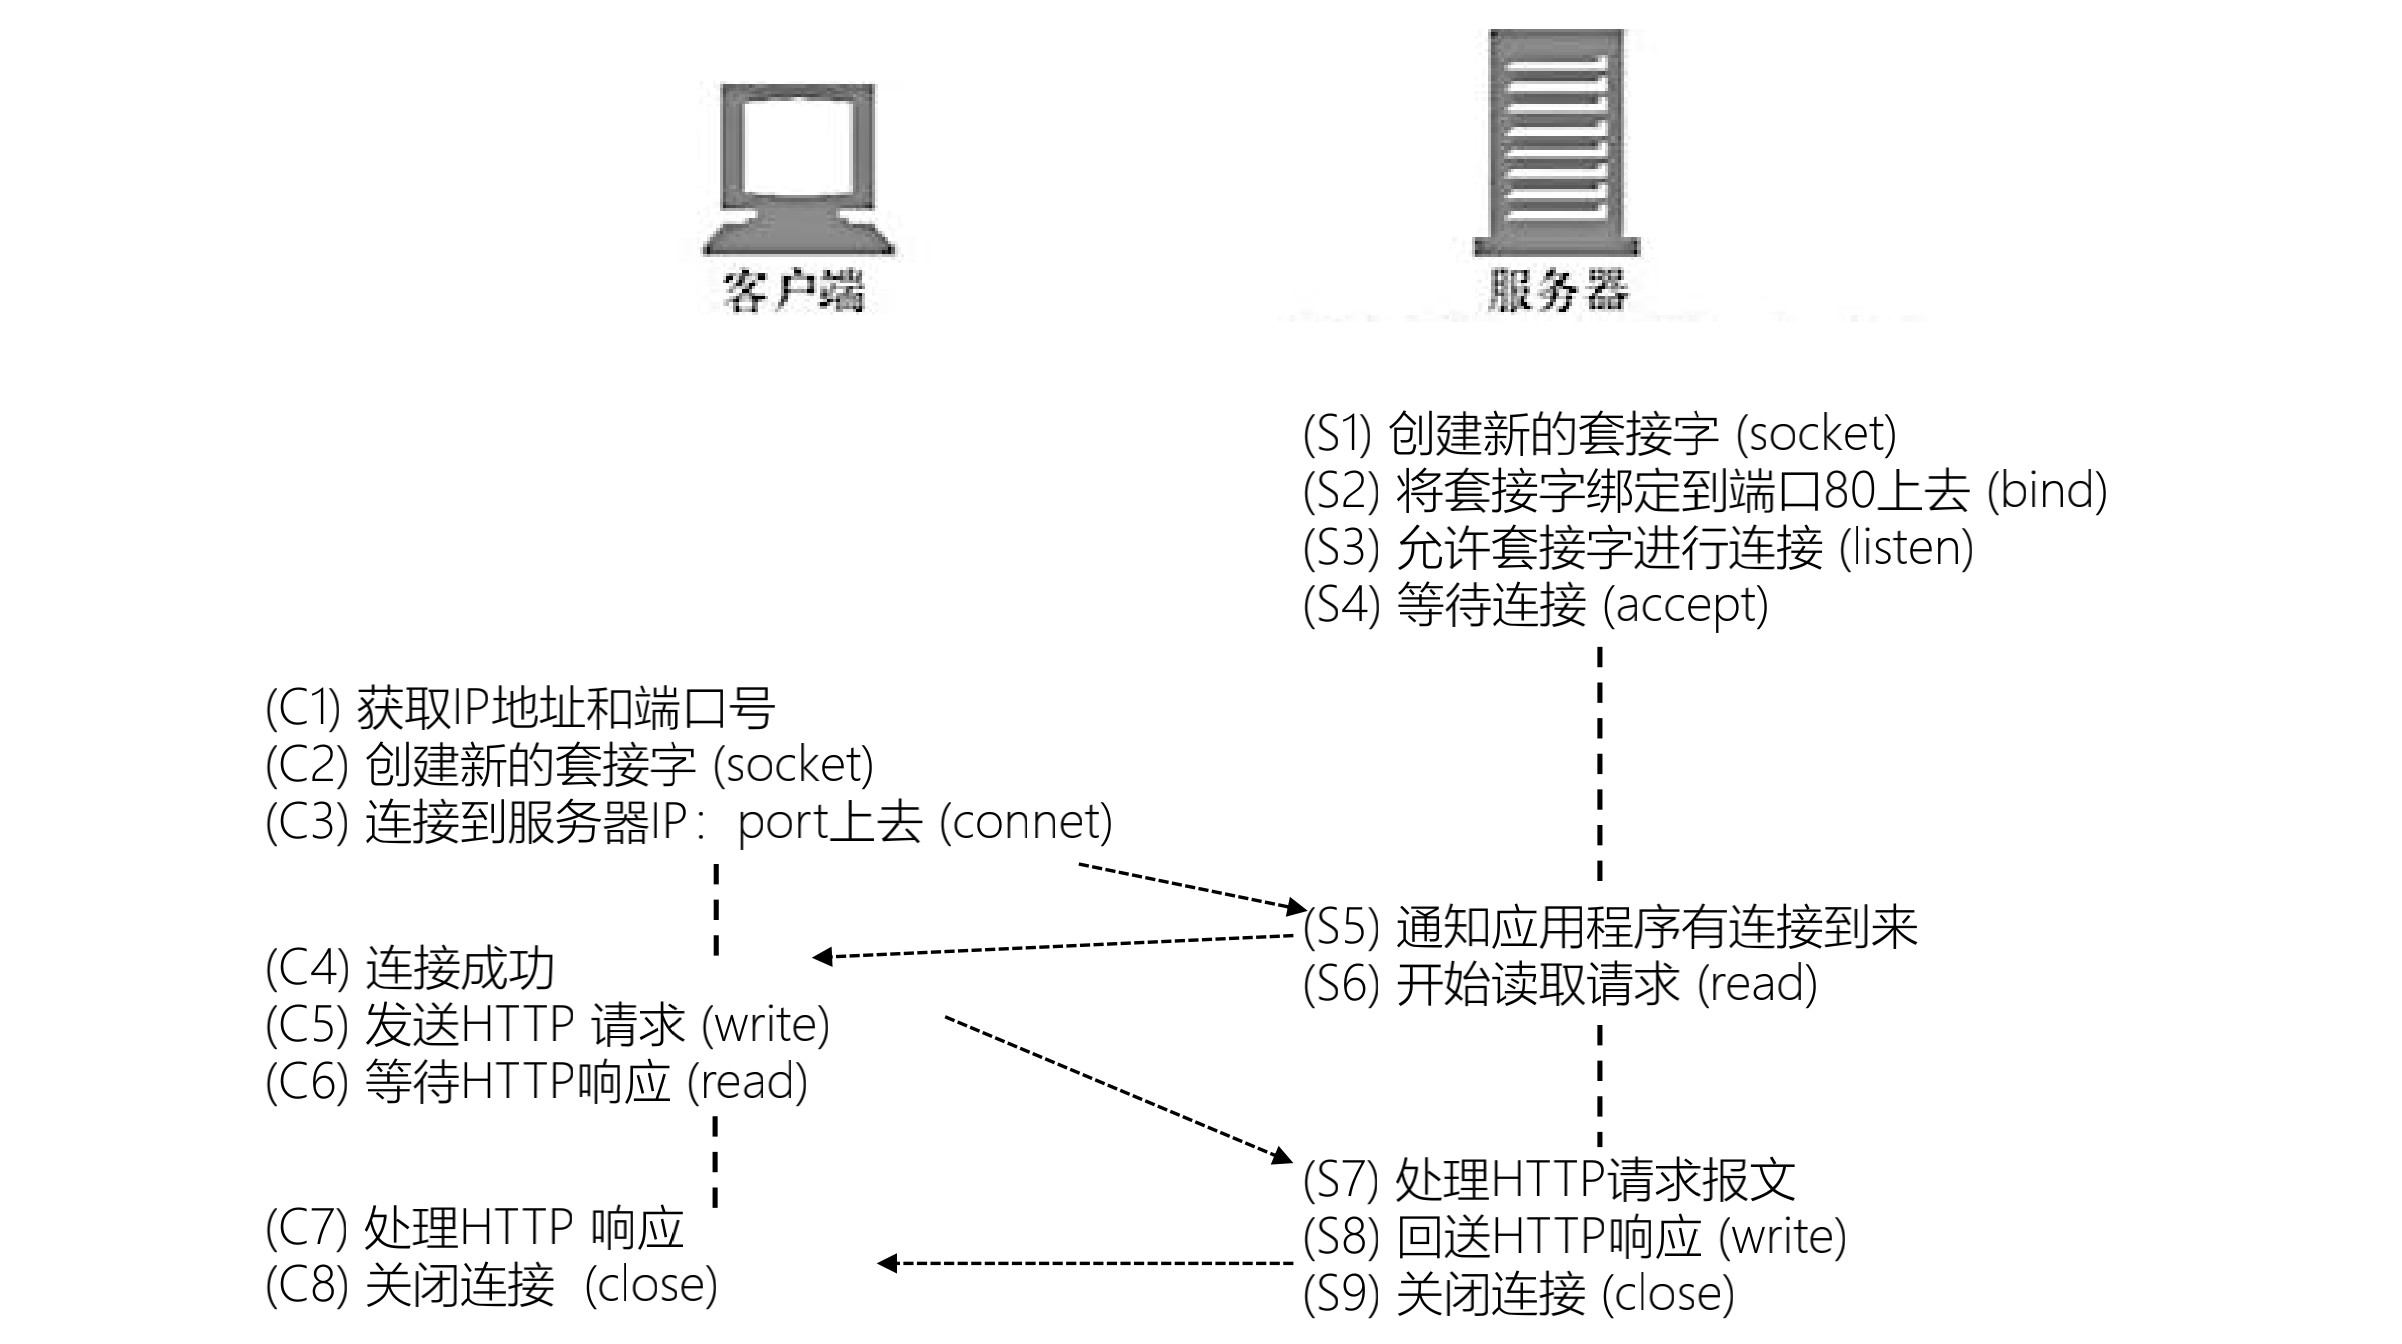 客户端
服务器
(S1) 创建新的套接字 (socket)
(S2) 将套接字绑定到端口80上去 (bind)
(S3) 允许套接字进行连接 (listen)
(S4) 等待连接 (accept)
(C1) 获取IP地址和端口号
(C2) 创建新的套接字 (socket)
(C3) 连接到服务器IP：port上去 (connet)
(S5) 通知应用程序有连接到来
(S6) 开始读取请求 (read)
(C4) 连接成功
(C5) 发送HTTP 请求 (write)
(C6) 等待HTTP响应 (read)
(S7) 处理HTTP请求报文
(S8) 回送HTTP响应 (write)
(S9) 关闭连接 (close)
(C7) 处理HTTP 响应
(C8) 关闭连接  (close)